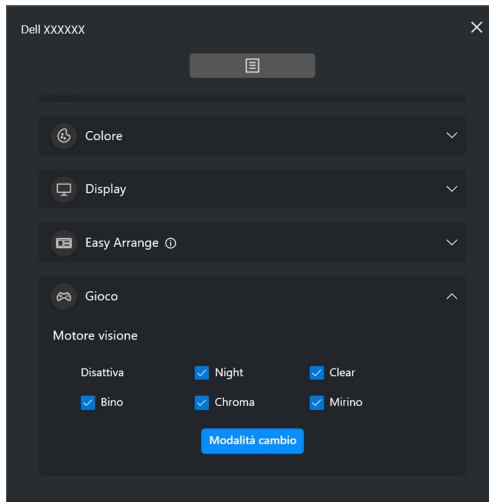 Dell XXXXXX
Colore
Display
Easy Arrange
Gioco
Motore visione
Disattiva Night Clear
Bino Chroma Mirino
Modalità cambio